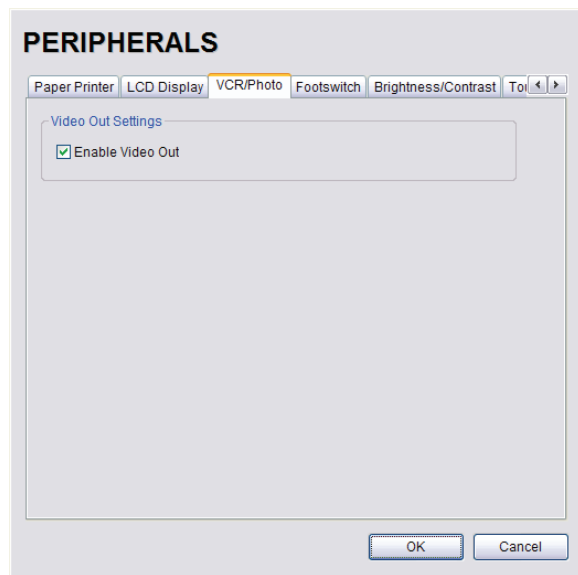 PERIPHERALS
Paper Printer LCD Display VCR/Photo Footswitch Brightness/Contrast
Video Out Settings
Enable Video Out
OK Cancel